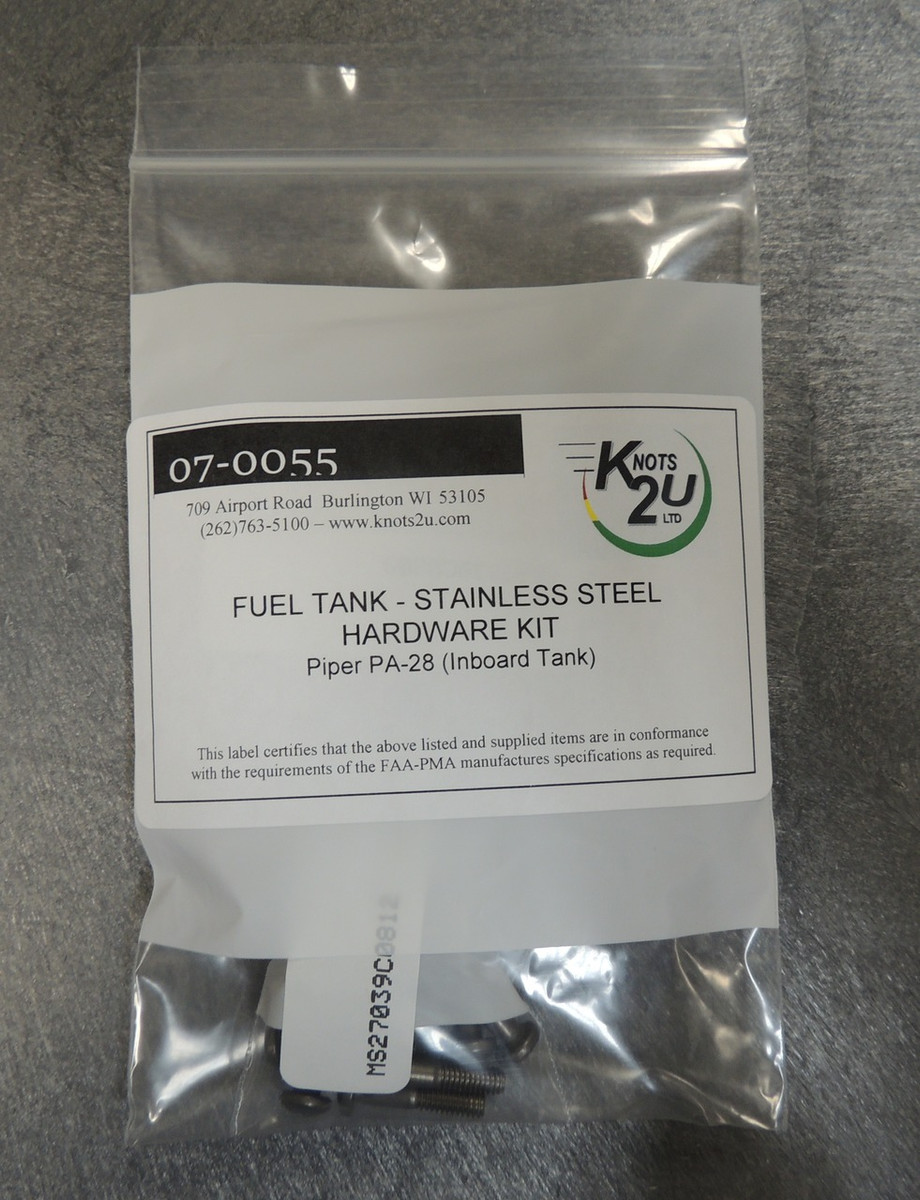 07-0055
709 Airport Road Burlington WI 53105
(262)763-5100 – www.knots2u.com
KNOTS
2U
LTD
FUEL TANK - STAINLESS STEEL
HARDWARE KIT
Piper PA-28 (Inboard Tank)
This label certifies that the above listed and supplied items are in conformance
with the requirements of the FAA-PMA manufactures specifications as required.
MS27039C0812